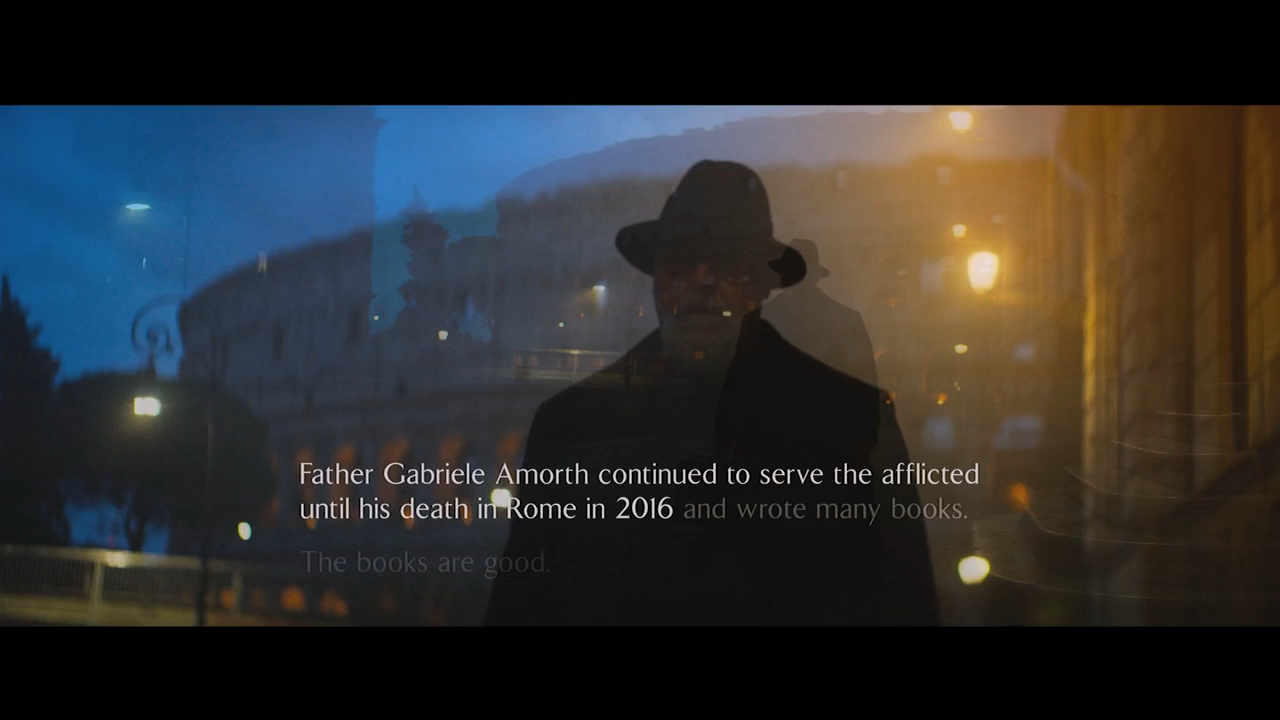 Father Gabriele Amorth continued to serve the afflicted
until his death in Rome in 2016 and wrote many books.
The books are good.